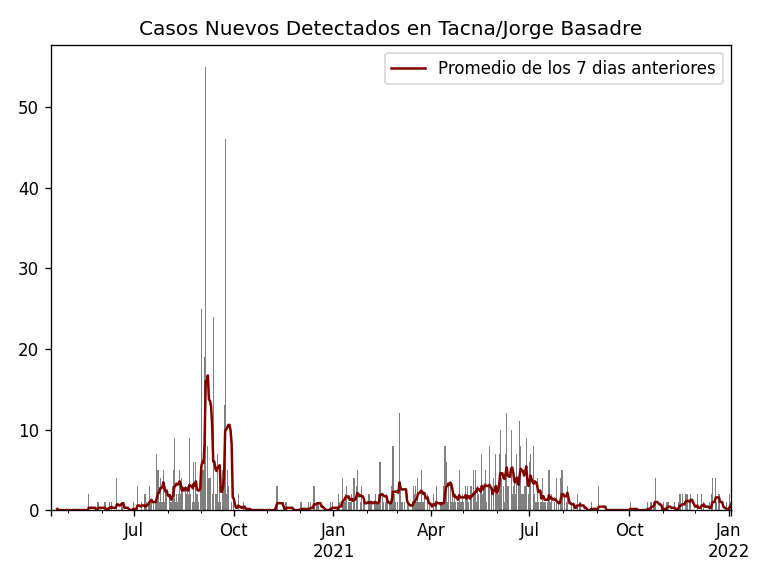 Casos Nuevos Detectados en Tacna/Jorge Basadre
Promedio de los 7 dias anteriores
50
40
30
20
10
0
Jul
Oct
Jan
2021
Apr
Jul
Oct
Jan
2022